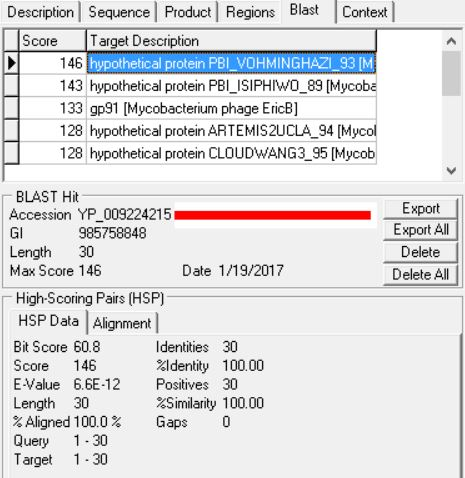 Description Sequence Product Regions Blast Context
Score Target Description
146 hypothetical protein PBI_VOHMINGHAZI_93 [M
143 hypothetical protein PBI_ISIPHIWO_89 [Mycoba
133 gp91 [Mycobacterium phage EricB]
128 hypothetical protein ARTEMIS2UCLA_94 [Mycol
128 hypothetical protein CLOUDWANG3_95 [Mycob
BLAST Hit
Accession YP_009224215 Export
GI 985758848 Export All
Length 30 Delete
Max Score 146 Date 1/19/2017 Delete All
High-Scoring Pairs (HSP)
HSP Data Alignment
Bit Score 60.8 Identities 30
Score 146 %Identity 100.00
E-Value 6.6E-12 Positives 30
Length 30 %Similarity 100.00
% Aligned 100.0 % Gaps 0
Query 1 - 30
Target 1 - 30